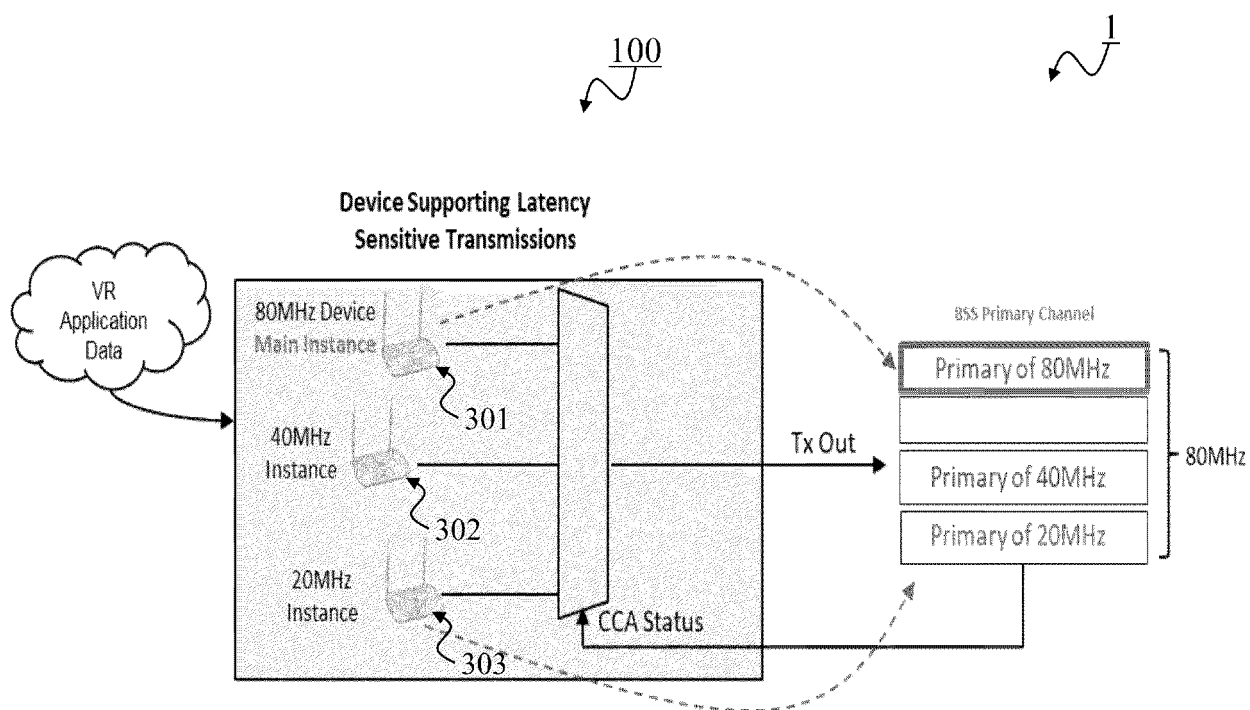 100
1
Device Supporting Latency
Sensitive Transmissions
VR
Application
Data
80MHz Device
Main Instance
301
40MHz
Instance
302
20MHz
Instance
303
CCA Status
Tx Out
BSS Primary Channel
Primary of 80MHz
Primary of 40MHz
Primary of 20MHz
80MHz